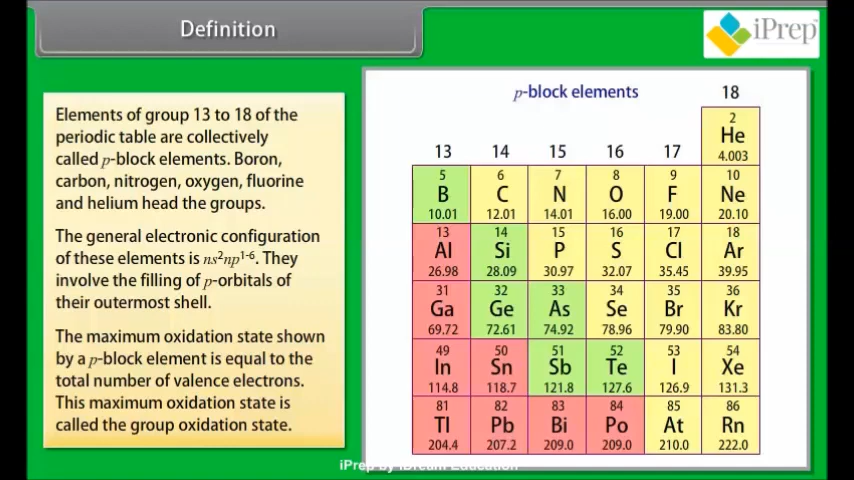 Definition
iPrep
Elements of group 13 to 18 of the
periodic table are collectively
called p-block elements. Boron,
carbon, nitrogen, oxygen, fluorine
and helium head the groups.
The general electronic configuration
of these elements is ns²np¹⁻⁶. They
involve the filling of p-orbitals of
their outermost shell.
The maximum oxidation state shown
by a p-block element is equal to the
total number of valence electrons.
This maximum oxidation state is
called the group oxidation state.
p-block elements
18
2
He
4.003
13 14 15 16 17
5 6 7 8 9 10
B C N O F Ne
10.01 12.01 14.01 16.00 19.00 20.10
13 14 15 16 17 18
Al Si P S Cl Ar
26.98 28.09 30.97 32.07 35.45 39.95
31 32 33 34 35 36
Ga Ge As Se Br Kr
69.72 72.61 74.92 78.96 79.90 83.80
49 50 51 52 53 54
In Sn Sb Te I Xe
114.8 118.7 121.8 127.6 126.9 131.3
81 82 83 84 85 86
Tl Pb Bi Po At Rn
204.4 207.2 209.0 209.0 210.0 222.0
iPrep by iDream Education